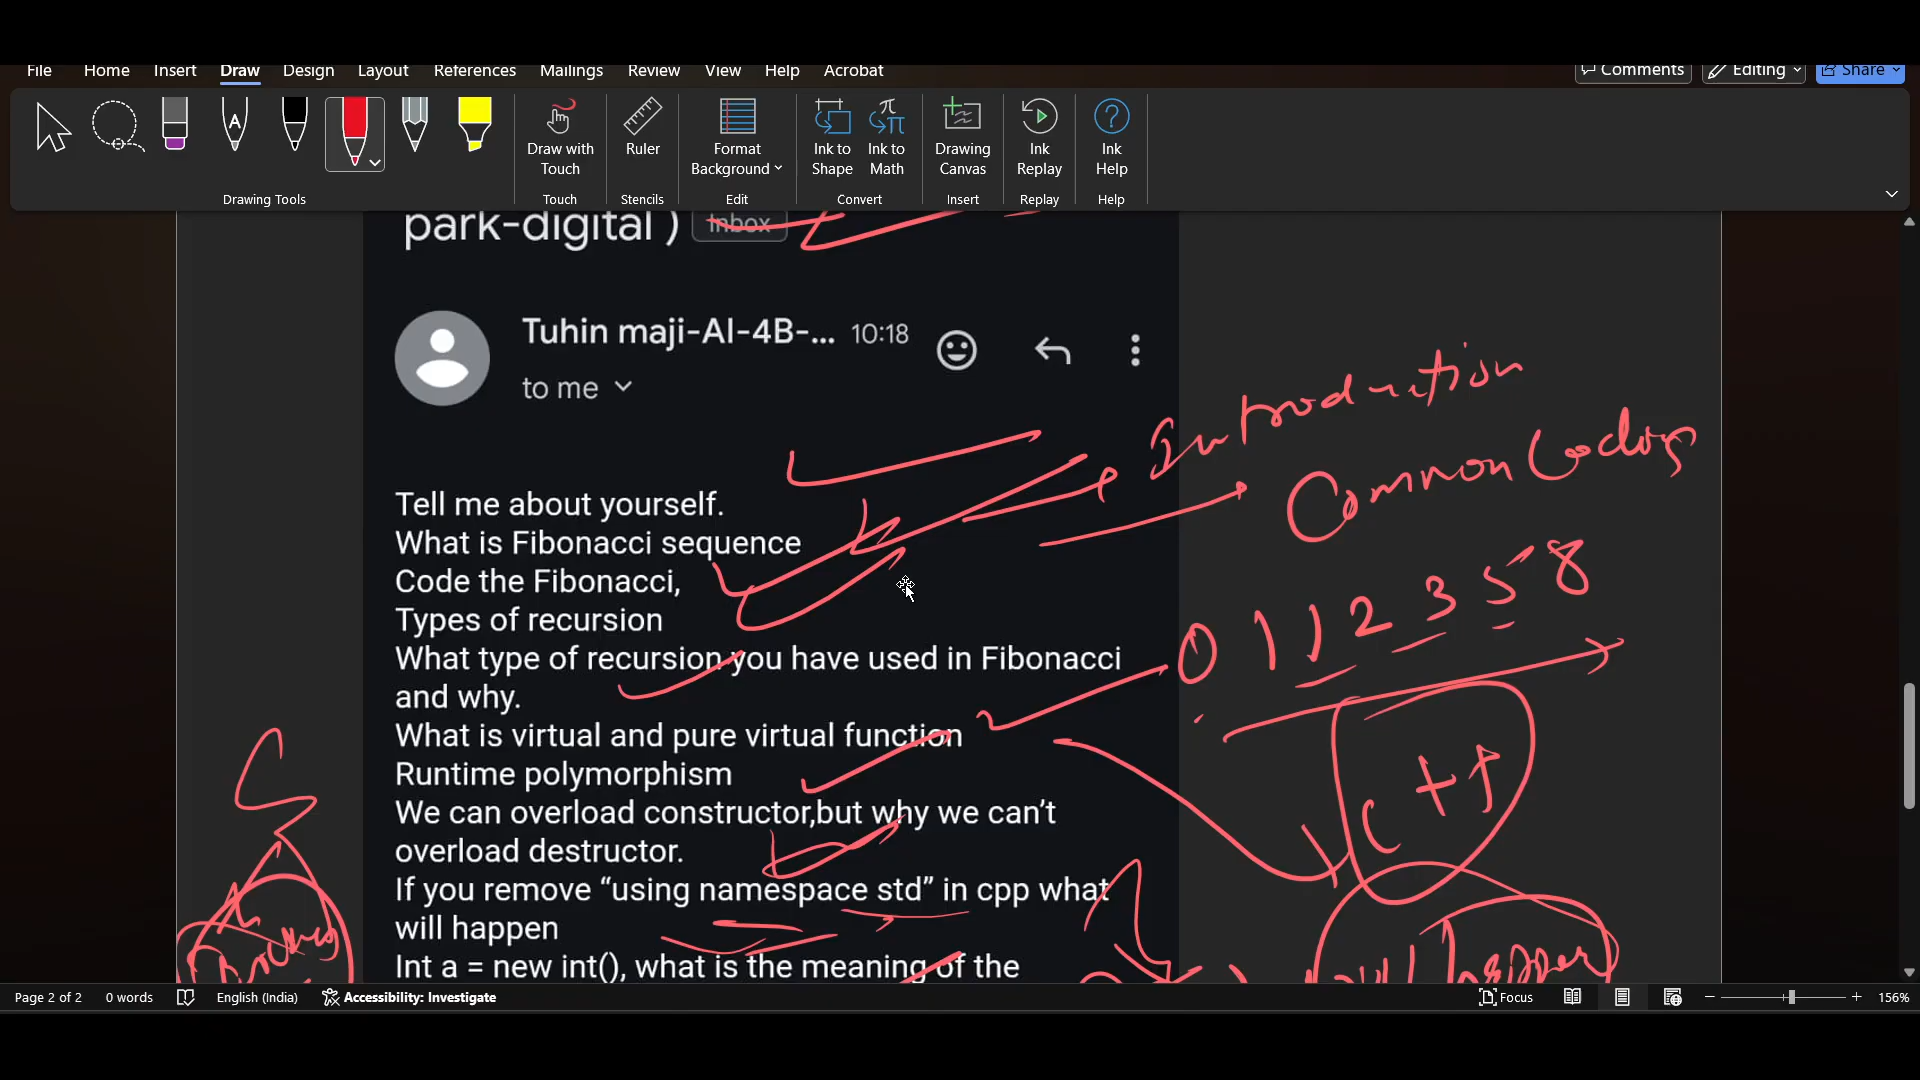 File Home Insert Draw Design Layout References Mailings Review View Help Acrobat
Comments Editing Share
Draw with Touch
Ruler
Format Background
Ink to Shape
Ink to Math
Drawing Canvas
Ink Replay
Ink Help
Drawing Tools Touch Stencils Edit Convert Insert Replay Help
park-digital ) Inbox
Tuhin maji-AI-4B-... 10:18
to me
Introduction
Common Coding
Tell me about yourself.
What is Fibonacci sequence
Code the Fibonacci,
Types of recursion
0 1 1 2 3 5 8
What type of recursion you have used in Fibonacci
and why.
What is virtual and pure virtual function
Runtime polymorphism
C++
We can overload constructor,but why we can't
overload destructor.
If you remove “using namespace std” in cpp what
will happen
Int a = new int(), what is the meaning of the
happen
Page 2 of 2 0 words English (India) Accessibility: Investigate Focus 156%